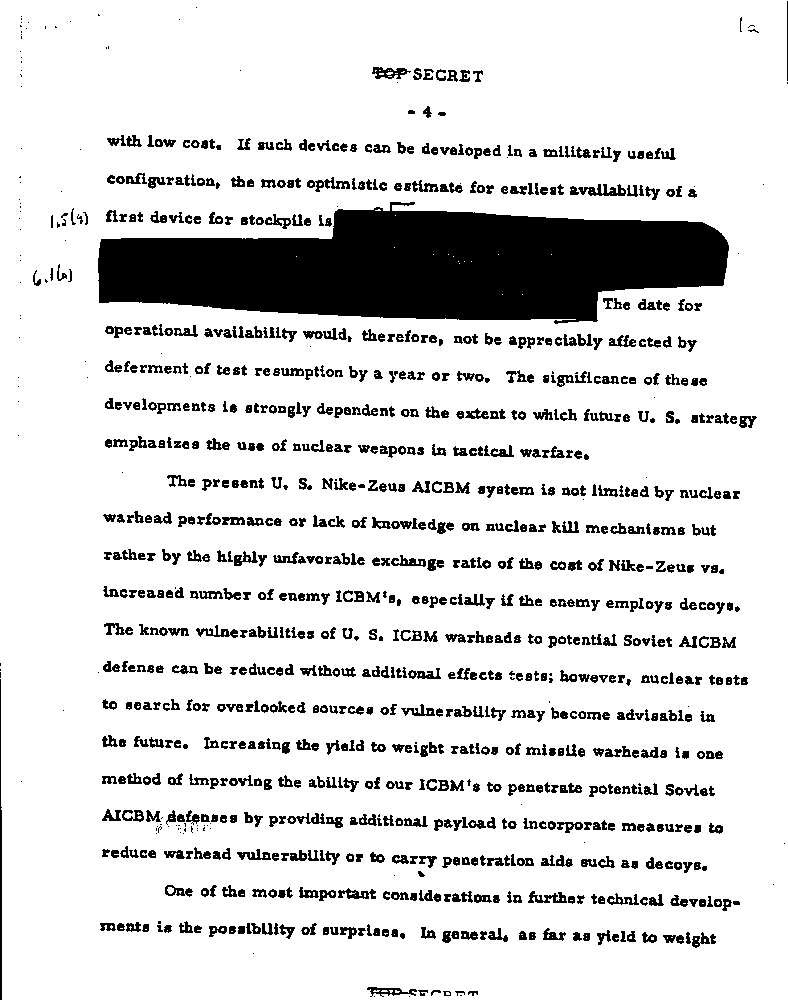 1a
TOP SECRET
- 4 -
with low cost. If such devices can be developed in a militarily useful
configuration, the most optimistic estimate for earliest availability of a
1.5(4) first device for stockpile is
6.1(a)
The date for
operational availability would, therefore, not be appreciably affected by
deferment of test resumption by a year or two. The significance of these
developments is strongly dependent on the extent to which future U. S. strategy
emphasizes the use of nuclear weapons in tactical warfare.
The present U. S. Nike-Zeus AICBM system is not limited by nuclear
warhead performance or lack of knowledge on nuclear kill mechanisms but
rather by the highly unfavorable exchange ratio of the cost of Nike-Zeus vs.
increased number of enemy ICBM's, especially if the enemy employs decoys.
The known vulnerabilities of U. S. ICBM warheads to potential Soviet AICBM
defense can be reduced without additional effects tests; however, nuclear tests
to search for overlooked sources of vulnerability may become advisable in
the future. Increasing the yield to weight ratios of missile warheads is one
method of improving the ability of our ICBM's to penetrate potential Soviet
AICBM defenses by providing additional payload to incorporate measures to
reduce warhead vulnerability or to carry penetration aids such as decoys.
One of the most important considerations in further technical develop-
ments is the possibility of surprises. In general, as far as yield to weight
TOP SECRET